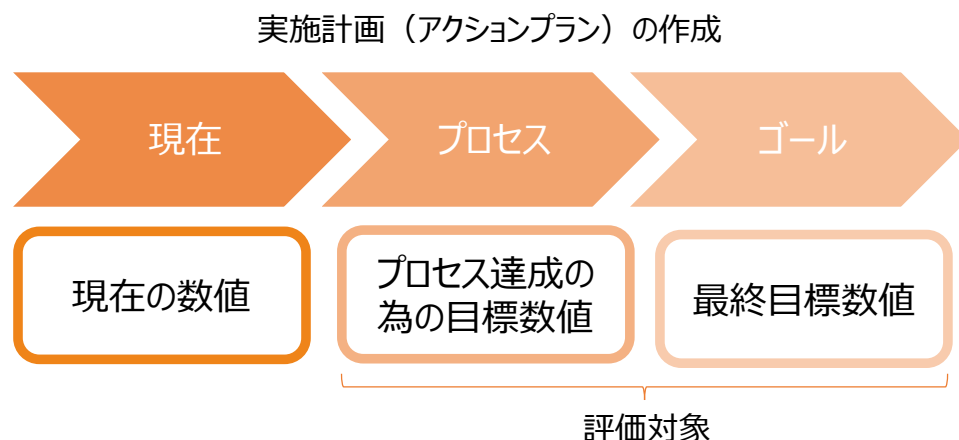 実施計画（アクションプラン）の作成
現在
プロセス
ゴール
現在の数値
プロセス達成の
為の目標数値
最終目標数値
評価対象